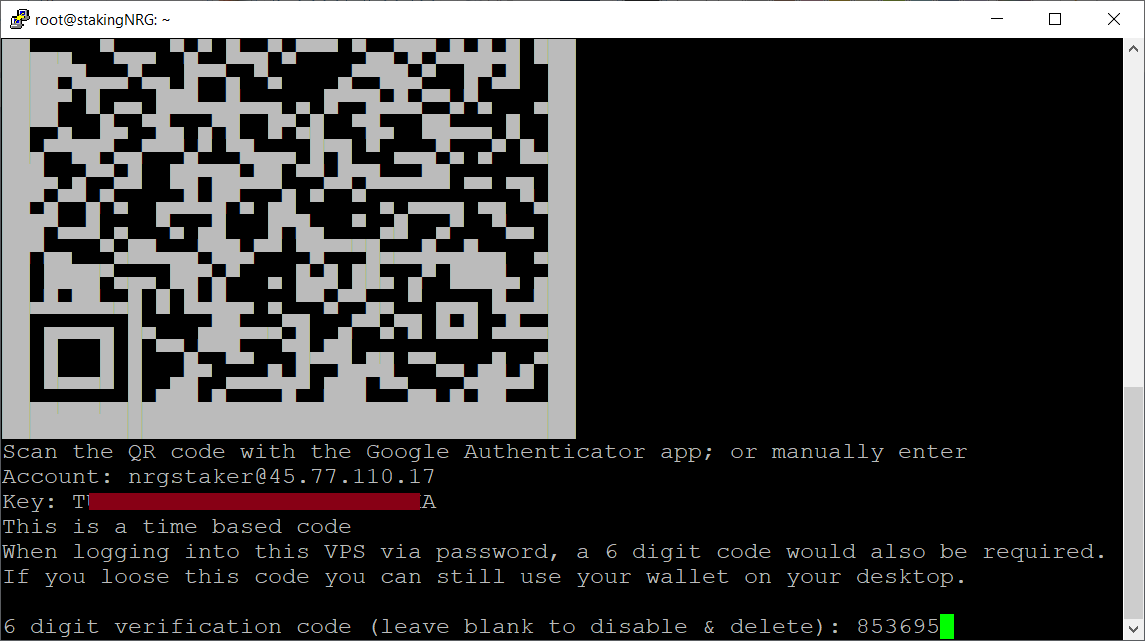 root@stakingNRG: ~
Scan the QR code with the Google Authenticator app; or manually enter
Account: nrgstaker@45.77.110.17
Key: T A
This is a time based code
When logging into this VPS via password, a 6 digit code would also be required.
If you loose this code you can still use your wallet on your desktop.
6 digit verification code (leave blank to disable & delete): 853695